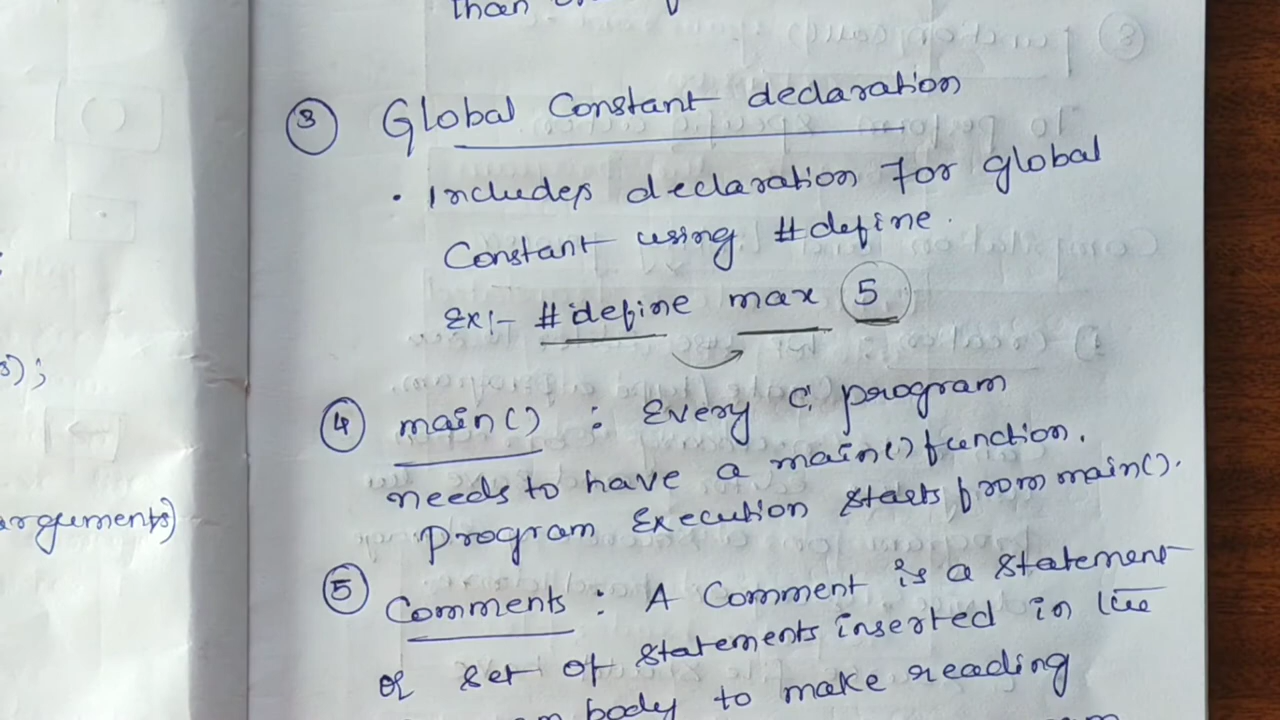 than
③ Global Constant declaration
• Includes declaration for global
Constant using #define.
Ex:- #define max 5
④ main() : Every C program
needs to have a main() function.
program Execution starts from main().
⑤ Comments : A Comment is a statement
or set of statements inserted in the
body to make reading
s);
arguments)